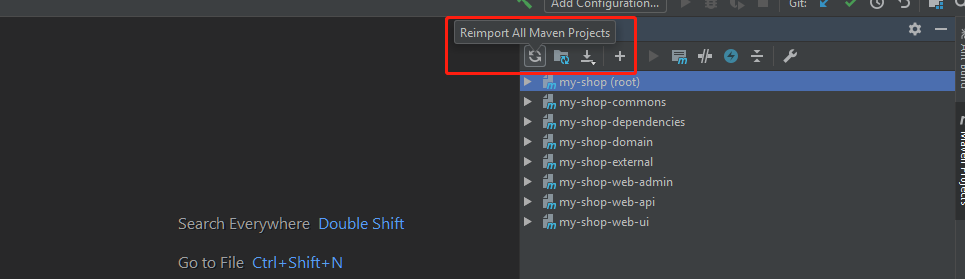 Add Configuration...
Git:
Reimport All Maven Projects
my-shop (root)
my-shop-commons
my-shop-dependencies
my-shop-domain
my-shop-external
my-shop-web-admin
my-shop-web-api
my-shop-web-ui
Search Everywhere Double Shift
Go to File Ctrl+Shift+N
Ant Build
Maven Projects